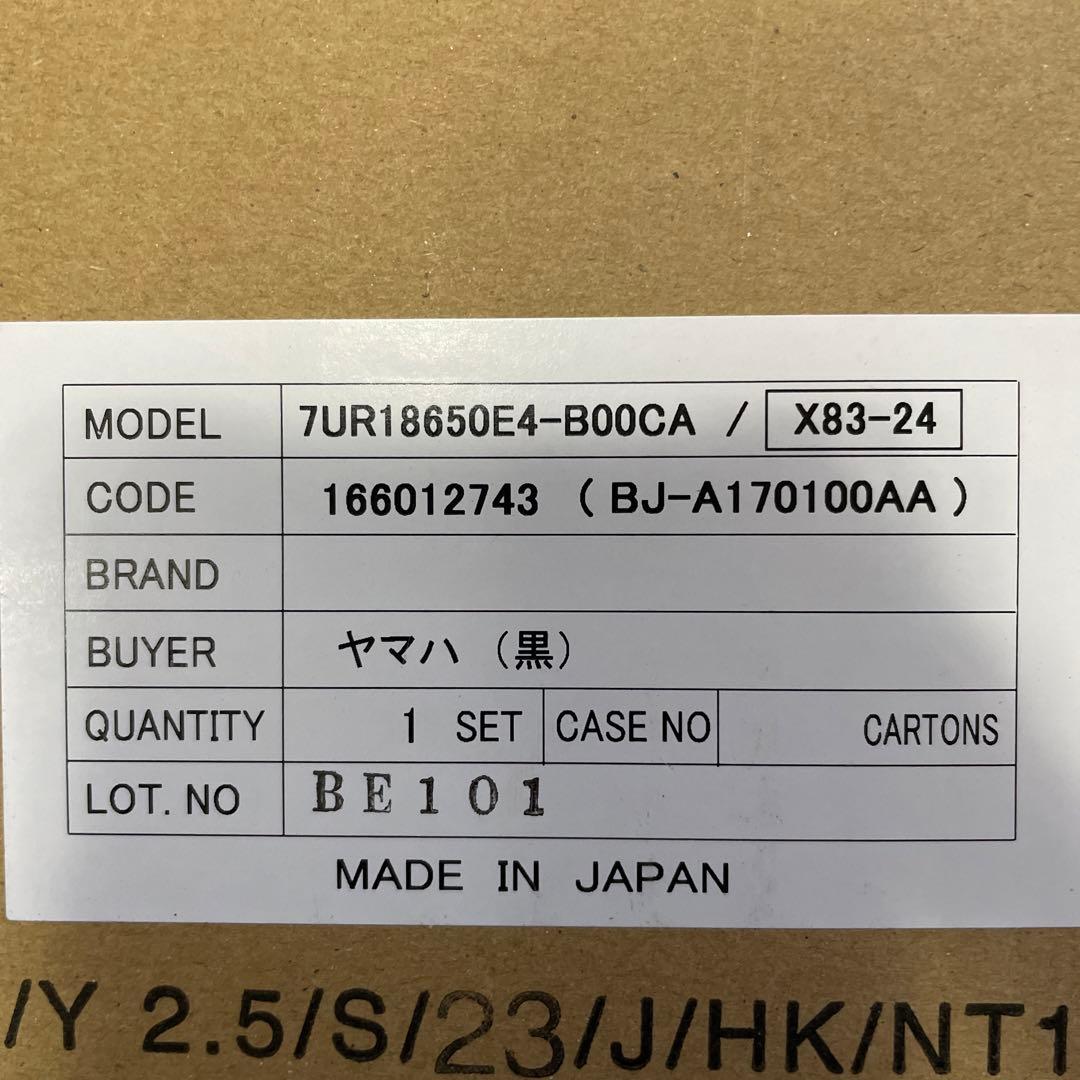 MODEL 7UR18650E4-B00CA / X83-24
CODE 166012743 (BJ-A170100AA)
BRAND
BUYER ヤマハ (黒)
QUANTITY 1 SET CASE NO CARTONS
LOT. NO BE101
MADE IN JAPAN
/Y 2.5/S/23/J/HK/NT1